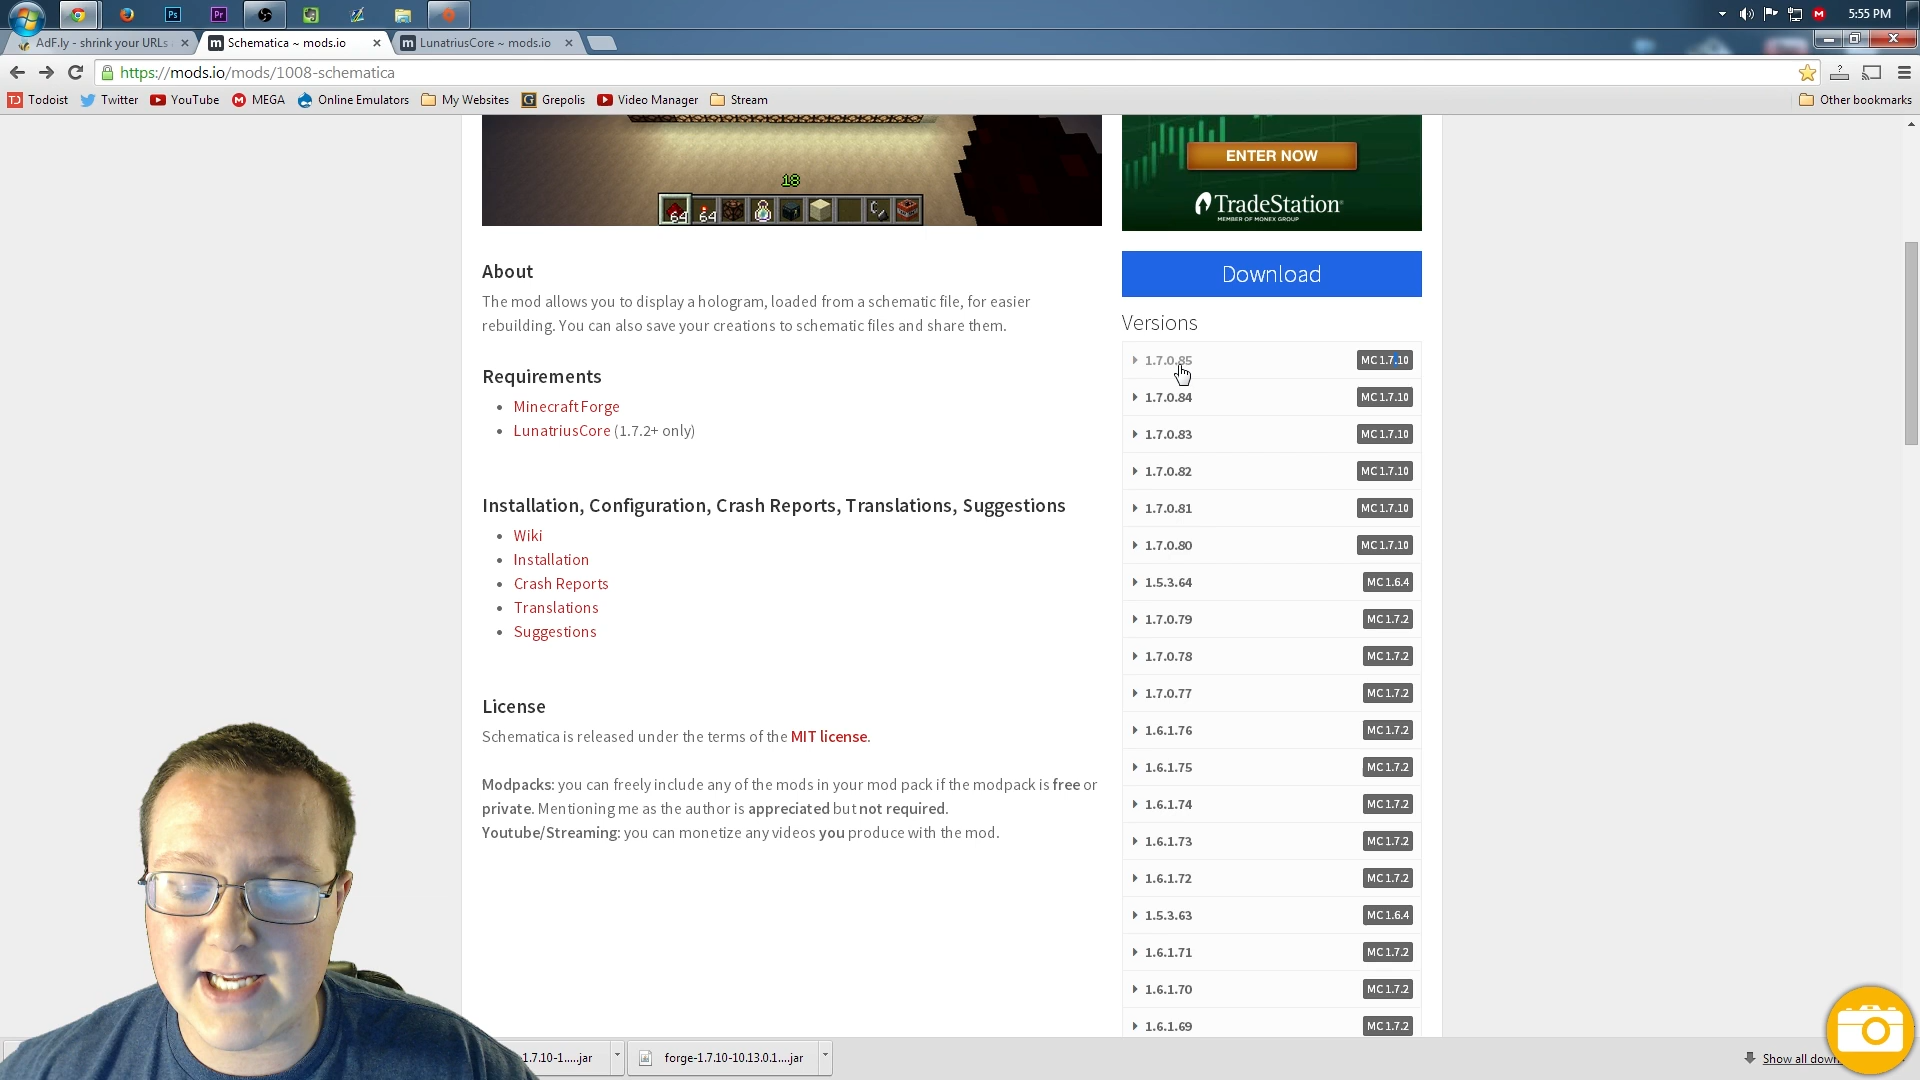 Ps
Pr
5:55 PM
AdF.ly - shrink your URLs
Schematica ~ mods.io
LunatriusCore ~ mods.io
https://mods.io/mods/1008-schematica
Todoist
Twitter
YouTube
MEGA
Online Emulators
My Websites
Grepolis
Video Manager
Stream
Other bookmarks
18
64
64
ENTER NOW
TradeStation
MEMBER OF MONEX GROUP
Download
About
The mod allows you to display a hologram, loaded from a schematic file, for easier
rebuilding. You can also save your creations to schematic files and share them.
Requirements
Minecraft Forge
LunatriusCore (1.7.2+ only)
Installation, Configuration, Crash Reports, Translations, Suggestions
Wiki
Installation
Crash Reports
Translations
Suggestions
License
Schematica is released under the terms of the MIT license.
Modpacks: you can freely include any of the mods in your mod pack if the modpack is free or
private. Mentioning me as the author is appreciated but not required.
Youtube/Streaming: you can monetize any videos you produce with the mod.
Versions
1.7.0.85 MC 1.7.10
1.7.0.84 MC 1.7.10
1.7.0.83 MC 1.7.10
1.7.0.82 MC 1.7.10
1.7.0.81 MC 1.7.10
1.7.0.80 MC 1.7.10
1.5.3.64 MC 1.6.4
1.7.0.79 MC 1.7.2
1.7.0.78 MC 1.7.2
1.7.0.77 MC 1.7.2
1.6.1.76 MC 1.7.2
1.6.1.75 MC 1.7.2
1.6.1.74 MC 1.7.2
1.6.1.73 MC 1.7.2
1.6.1.72 MC 1.7.2
1.5.3.63 MC 1.6.4
1.6.1.71 MC 1.7.2
1.6.1.70 MC 1.7.2
1.6.1.69 MC 1.7.2
1.7.10-1.....jar
forge-1.7.10-10.13.0.1....jar
Show all down